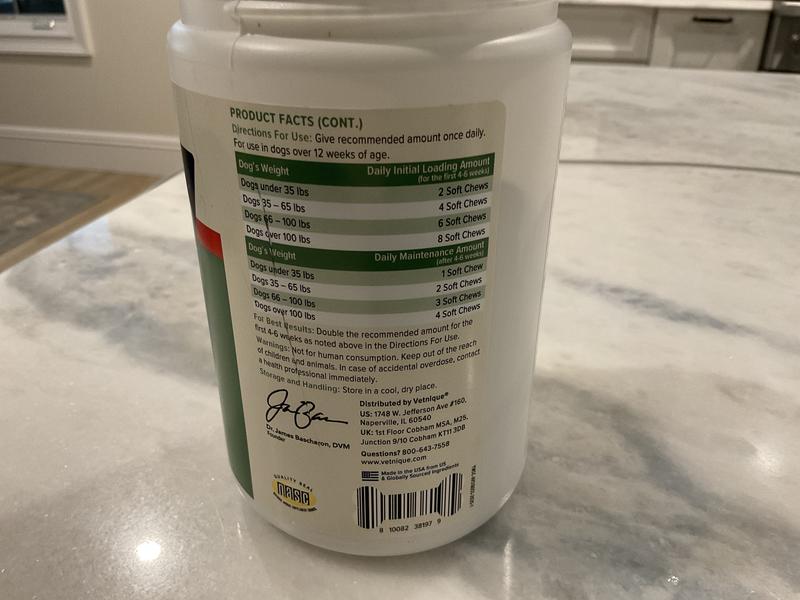 PRODUCT FACTS (CONT.)
Directions For Use: Give recommended amount once daily.
For use in dogs over 12 weeks of age.
Dog's Weight Daily Initial Loading Amount
(for the first 4-6 weeks)
Dogs under 35 lbs 2 Soft Chews
Dogs 35 – 65 lbs 4 Soft Chews
Dogs 66 – 100 lbs 6 Soft Chews
Dogs over 100 lbs 8 Soft Chews
Dog's Weight Daily Maintenance Amount
(after 4-6 weeks)
Dogs under 35 lbs 1 Soft Chew
Dogs 35 – 65 lbs 2 Soft Chews
Dogs 66 – 100 lbs 3 Soft Chews
Dogs over 100 lbs 4 Soft Chews
For Best Results: Double the recommended amount for the
first 4-6 weeks as noted above in the Directions For Use.
Warnings: Not for human consumption. Keep out of the reach
of children and animals. In case of accidental overdose, contact
a health professional immediately.
Storage and Handling: Store in a cool, dry place.
Dr. James Bascharon, DVM
Founder
Distributed by Vetnique®
US: 1748 W. Jefferson Ave #160,
Naperville, IL 60540
UK: 1st Floor Cobham MSA, M25,
Junction 9/10 Cobham KT11 3DB
Questions? 800-643-7558
www.vetnique.com
Made in the USA from US
& Globally Sourced Ingredients
QUALITY SEAL
nasc
8 10082 38197 9